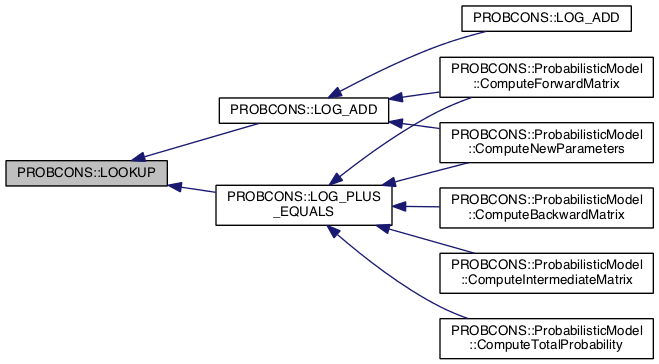 PROBCONS::LOG_ADD
PROBCONS::ProbabilisticModel
::ComputeForwardMatrix
PROBCONS::LOG_ADD
PROBCONS::ProbabilisticModel
::ComputeNewParameters
PROBCONS::LOOKUP
PROBCONS::LOG_PLUS
_EQUALS
PROBCONS::ProbabilisticModel
::ComputeBackwardMatrix
PROBCONS::ProbabilisticModel
::ComputeIntermediateMatrix
PROBCONS::ProbabilisticModel
::ComputeTotalProbability